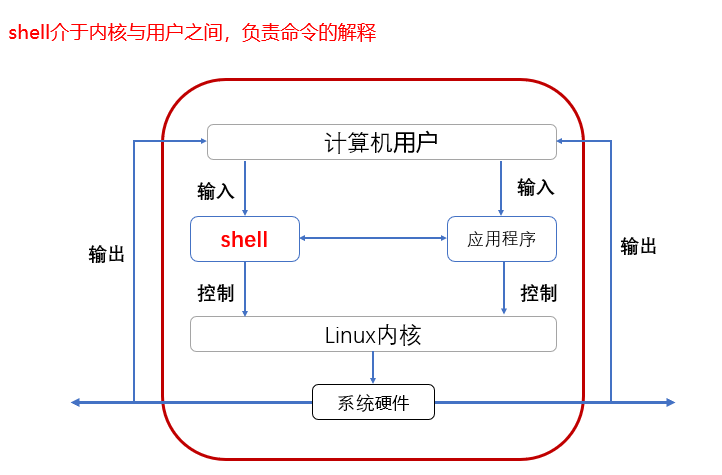 shell介于内核与用户之间，负责命令的解释
计算机用户
输入
输入
shell
应用程序
输出
输出
控制
控制
Linux内核
系统硬件